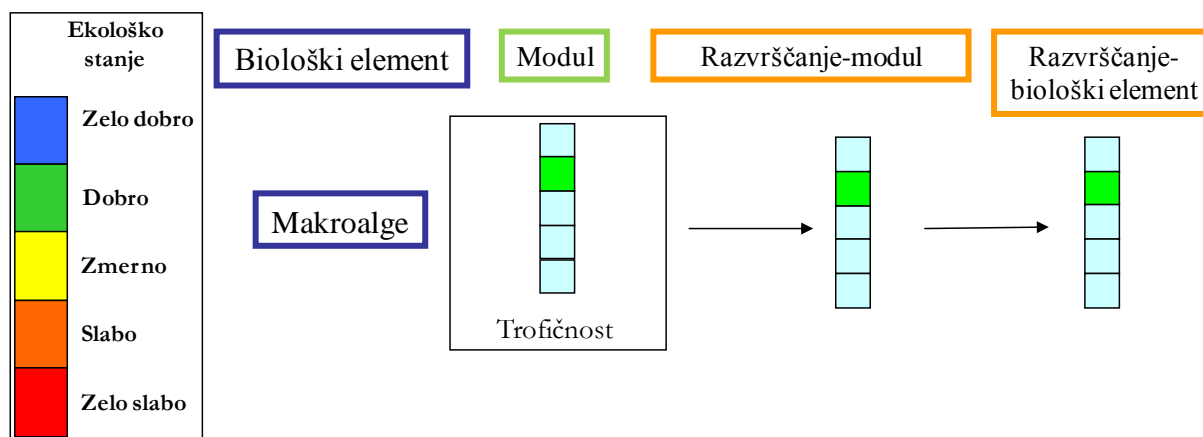 Ekološko
stanje
Zelo dobro
Dobro
Zmerno
Slabo
Zelo slabo
Biološki element
Modul
Razvrščanje-modul
Razvrščanje-
biološki element
Makroalge
Trofičnost